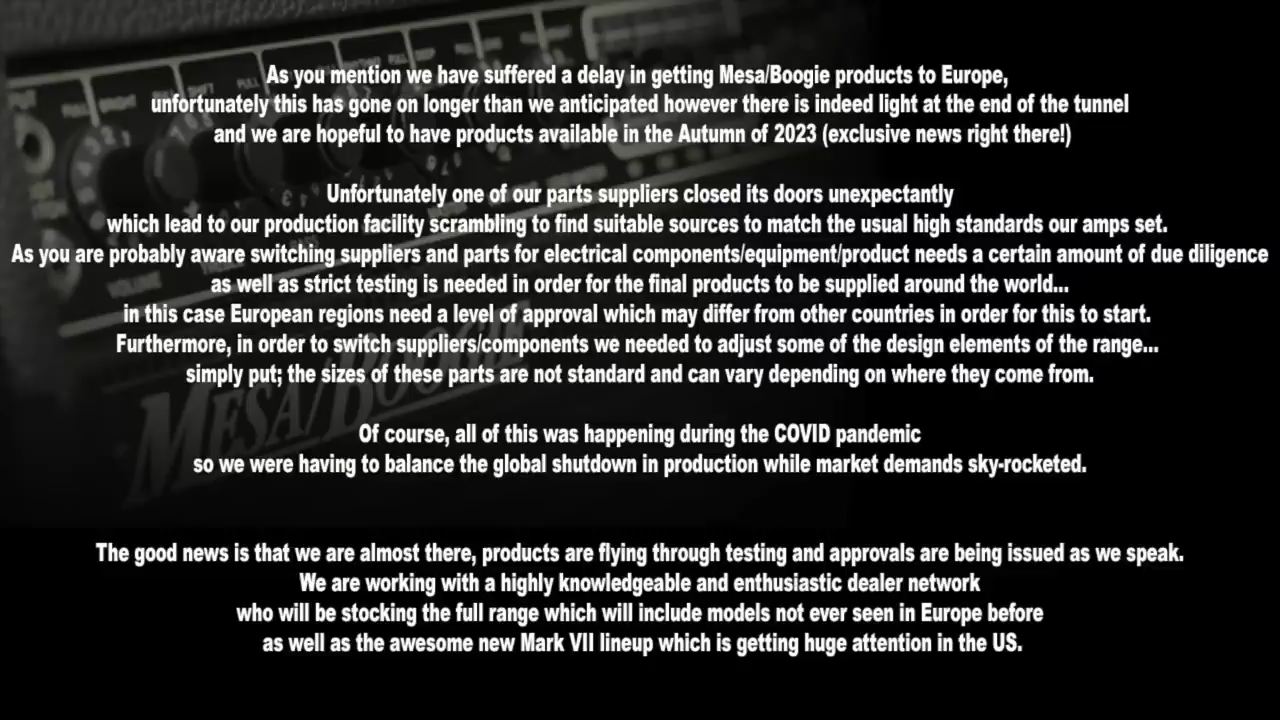 As you mention we have suffered a delay in getting Mesa/Boogie products to Europe,
unfortunately this has gone on longer than we anticipated however there is indeed light at the end of the tunnel
and we are hopeful to have products available in the Autumn of 2023 (exclusive news right there!)
Unfortunately one of our parts suppliers closed its doors unexpectantly
which lead to our production facility scrambling to find suitable sources to match the usual high standards our amps set.
As you are probably aware switching suppliers and parts for electrical components/equipment/product needs a certain amount of due diligence
as well as strict testing is needed in order for the final products to be supplied around the world...
in this case European regions need a level of approval which may differ from other countries in order for this to start.
Furthermore, in order to switch suppliers/components we needed to adjust some of the design elements of the range...
simply put; the sizes of these parts are not standard and can vary depending on where they come from.
MESA/BOOGIE
Of course, all of this was happening during the COVID pandemic
so we were having to balance the global shutdown in production while market demands sky-rocketed.
The good news is that we are almost there, products are flying through testing and approvals are being issued as we speak.
We are working with a highly knowledgeable and enthusiastic dealer network
who will be stocking the full range which will include models not ever seen in Europe before
as well as the awesome new Mark VII lineup which is getting huge attention in the US.